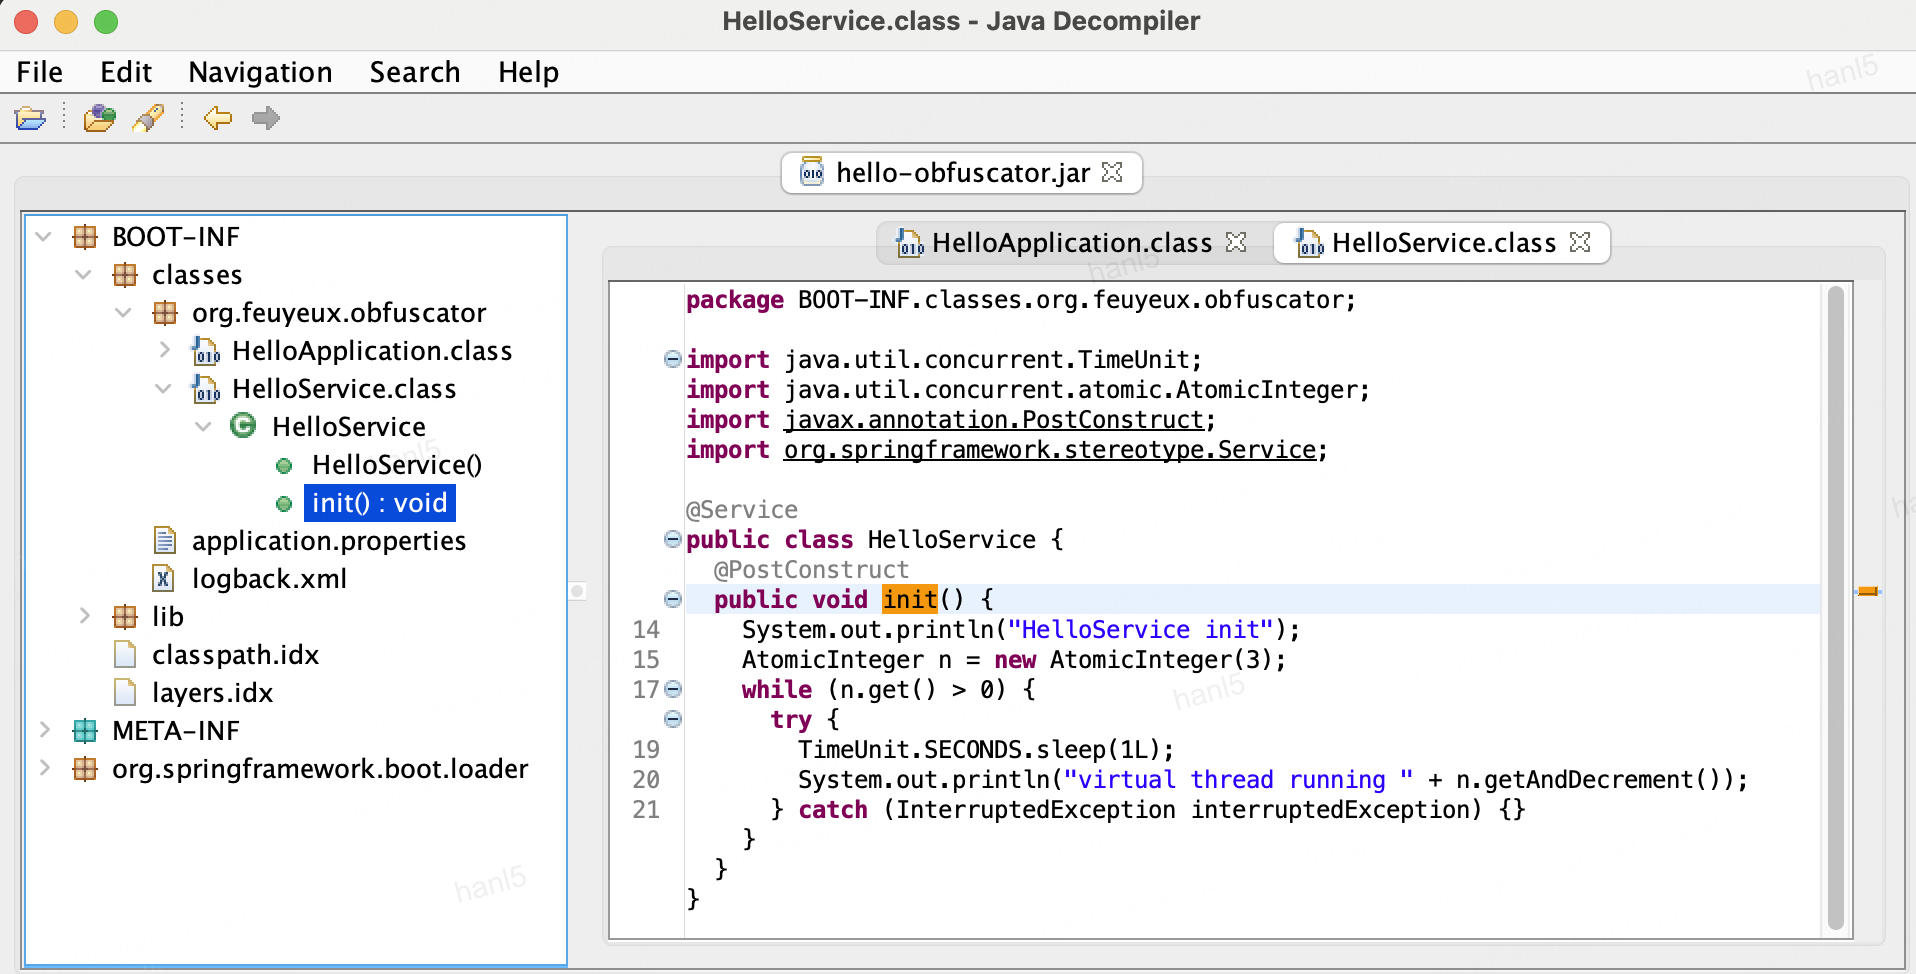 HelloService.class - Java Decompiler
File Edit Navigation Search Help
hanl5
hello-obfuscator.jar
BOOT-INF
classes
org.feuyeux.obfuscator
HelloApplication.class
HelloService.class
HelloService
HelloService()
init() : void
application.properties
logback.xml
lib
classpath.idx
layers.idx
META-INF
org.springframework.boot.loader
hanl5
hanl5
HelloApplication.class HelloService.class
hanl5
package BOOT-INF.classes.org.feuyeux.obfuscator;
import java.util.concurrent.TimeUnit;
import java.util.concurrent.atomic.AtomicInteger;
import javax.annotation.PostConstruct;
import org.springframework.stereotype.Service;
@Service
public class HelloService {
@PostConstruct
public void init() {
14 System.out.println("HelloService init");
15 AtomicInteger n = new AtomicInteger(3);
17 while (n.get() > 0) {
try {
19 TimeUnit.SECONDS.sleep(1L);
20 System.out.println("virtual thread running " + n.getAndDecrement());
21 } catch (InterruptedException interruptedException) {}
}
}
}
hanl5